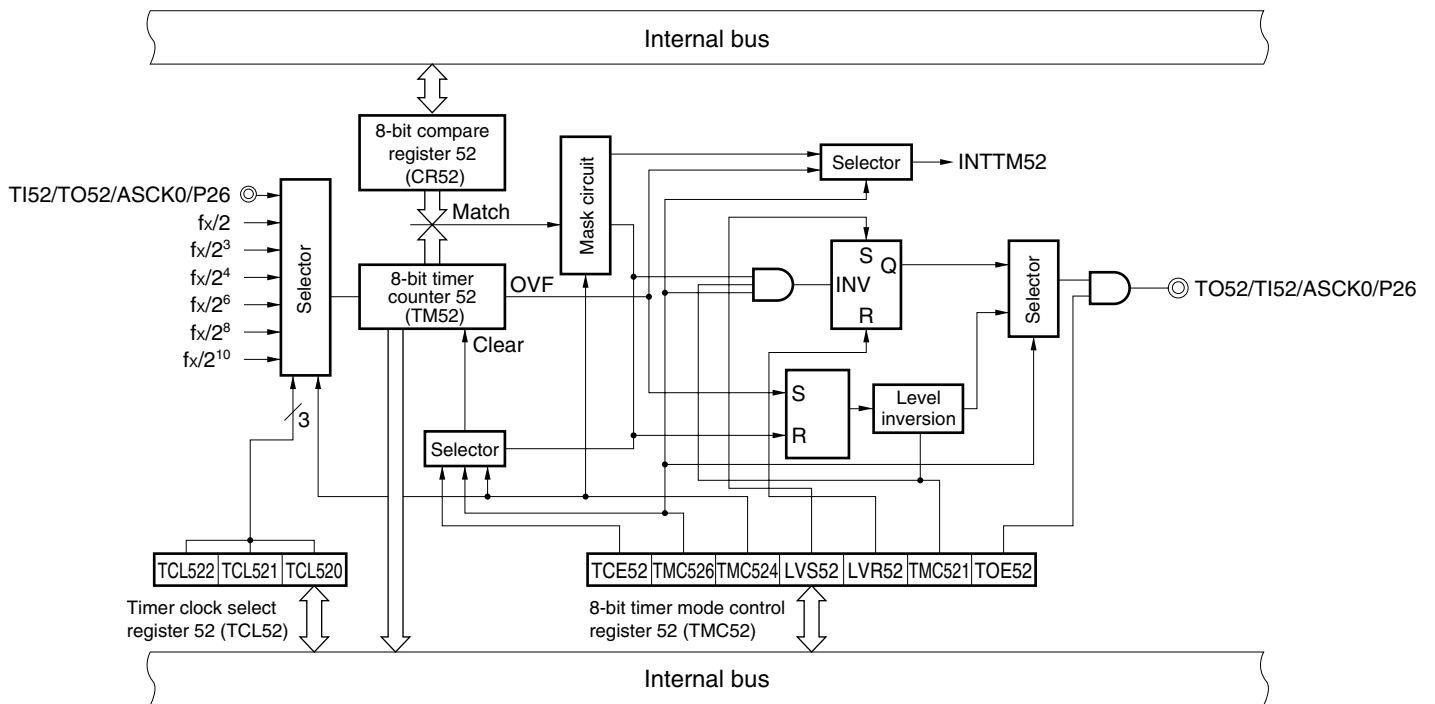 Internal bus
8-bit compare
register 52
(CR52)
Mask circuit
Selector
INTTM52
TI52/TO52/ASCK0/P26
fx/2
fx/2³
fx/2⁴
fx/2⁶
fx/2⁸
fx/2¹⁰
Selector
Match
8-bit timer
counter 52
(TM52)
OVF
Clear
S
Q
INV
R
Selector
TO52/TI52/ASCK0/P26
3
Selector
S
R
Level
inversion
TCL522 TCL521 TCL520
TCE52 TMC526 TMC524 LVS52 LVR52 TMC521 TOE52
Timer clock select
register 52 (TCL52)
8-bit timer mode control
register 52 (TMC52)
Internal bus